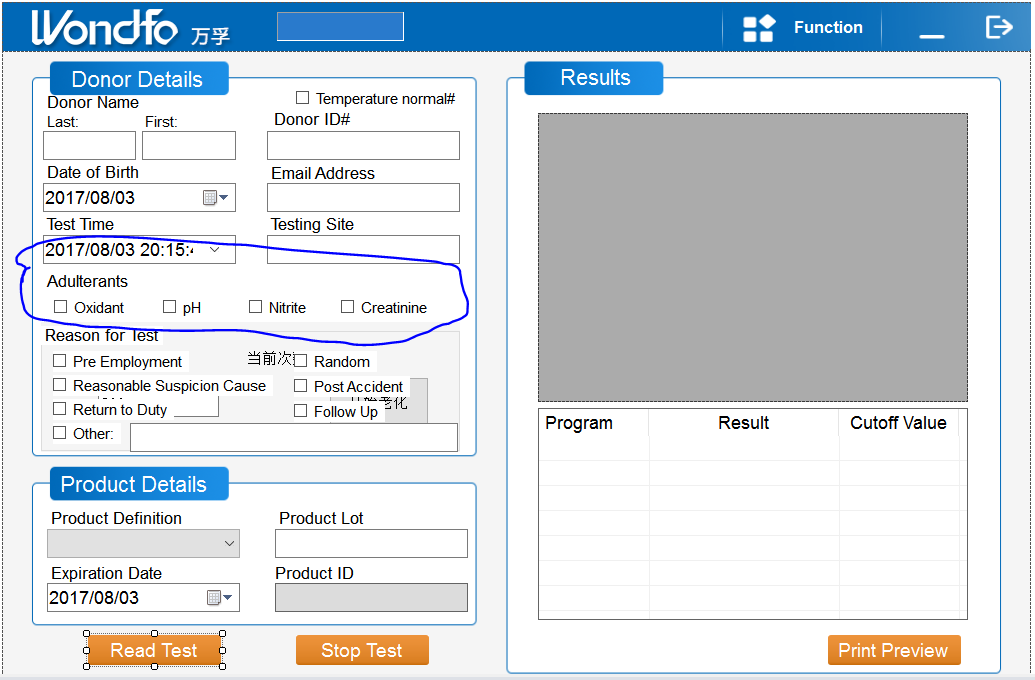 Wondfo 万孚
Function
Donor Details
Donor Name
Temperature normal#
Last:
First:
Donor ID#
Date of Birth
Email Address
2017/08/03
Test Time
Testing Site
2017/08/03 20:15:
Adulterants
Oxidant
pH
Nitrite
Creatinine
Reason for Test
Pre Employment
当前次
Random
Reasonable Suspicion Cause
Post Accident
Return to Duty
老化
Follow Up
Other:
Product Details
Product Definition
Product Lot
Expiration Date
Product ID
2017/08/03
Read Test
Stop Test
Results
Program
Result
Cutoff Value
Print Preview